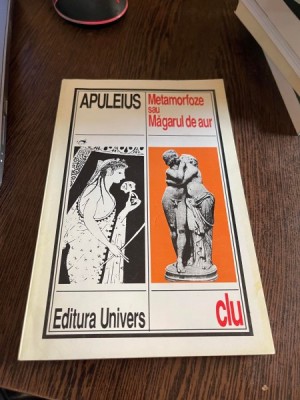 APULEIUS
Metamorfoze
sau
Măgarul de aur
Editura Univers
clu